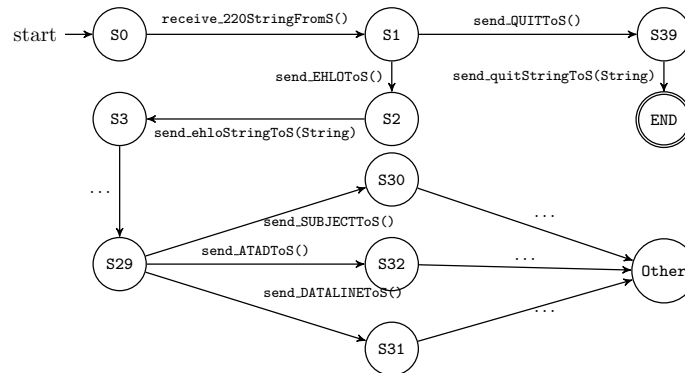 start
S0
receive_220StringFromS()
S1
send_QUITToS()
S39
send_EHLOToS()
send_quitStringToS(String)
S3
send_ehloStringToS(String)
S2
END
...
S30
send_SUBJECTToS()
...
S29
send_ATADToS()
S32
...
Other
send_DATALINEToS()
...
S31